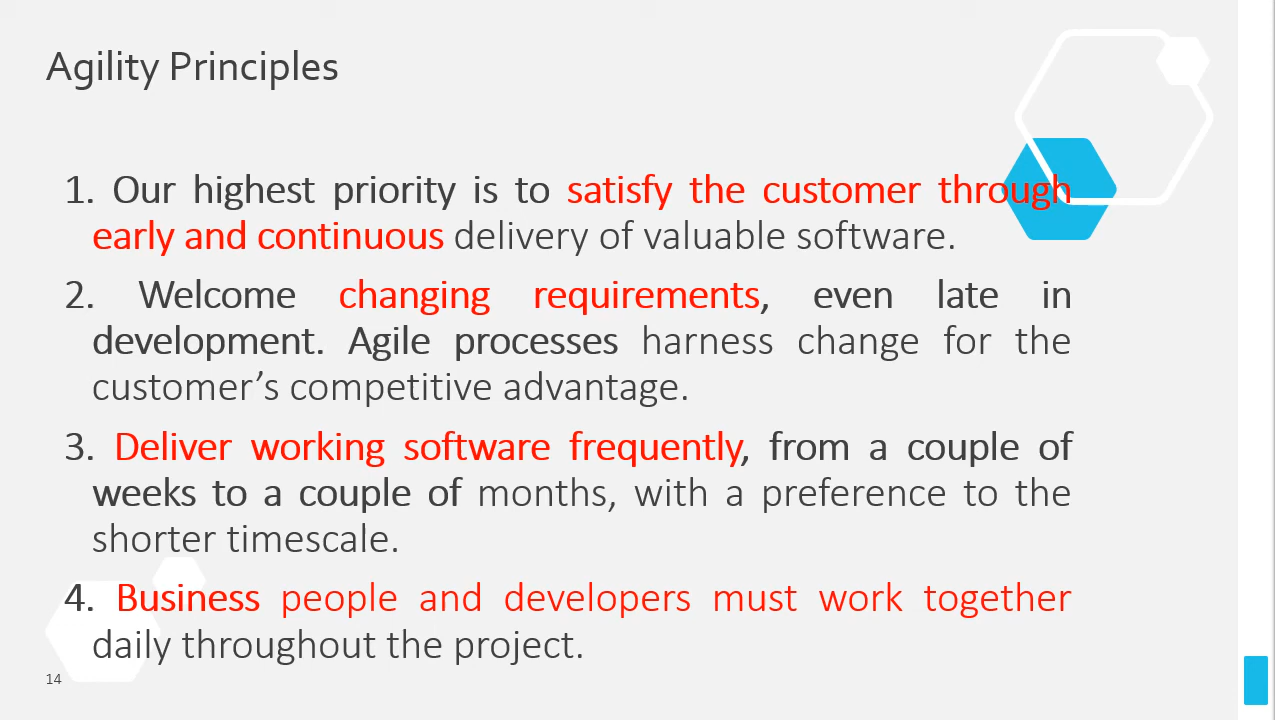 Agility Principles
1. Our highest priority is to satisfy the customer through
early and continuous delivery of valuable software.
2. Welcome changing requirements, even late in
development. Agile processes harness change for the
customer’s competitive advantage.
3. Deliver working software frequently, from a couple of
weeks to a couple of months, with a preference to the
shorter timescale.
4. Business people and developers must work together
daily throughout the project.
14